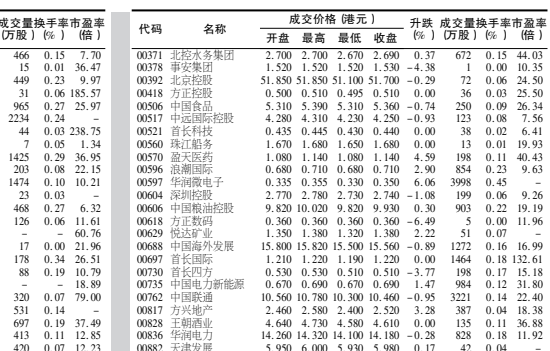 成交量 换手率 市盈率
(万股) (%) (倍)
466 0.15 7.70
15 0.01 36.47
449 0.23 9.97
31 0.06 185.57
965 0.27 25.97
2234 0.24 -
44 0.03 238.75
7 0.05 1.34
1425 0.29 36.95
203 0.08 22.15
1474 0.10 10.21
23 0.03 -
468 0.27 6.32
126 0.06 11.61
- - 60.76
17 0.00 21.96
178 0.34 26.51
88 0.19 10.79
- - 18.89
320 0.07 79.00
531 0.14 -
697 0.19 37.49
413 0.11 12.85
420 0.07 12.23
代码 名称 成交价格 (港元) 升跌 成交量 换手率 市盈率
开盘 最高 最低 收盘 (%) (万股) (%) (倍)
00371 北控水务集团 2.700 2.700 2.670 2.690 0.37 672 0.15 44.03
00378 事安集团 1.520 1.520 1.520 1.530 -4.38 1 0.00 10.35
00392 北京控股 51.850 51.850 51.100 51.700 -0.29 72 0.06 24.50
00418 方正控股 0.500 0.510 0.495 0.510 0.00 36 0.03 25.50
00506 中国食品 5.310 5.390 5.310 5.360 -0.74 250 0.09 26.34
00517 中远国际控股 4.280 4.310 4.230 4.250 -0.93 123 0.08 7.56
00521 首长科技 0.435 0.445 0.430 0.440 0.00 38 0.02 6.41
00560 珠江船务 1.670 1.680 1.650 1.680 0.00 13 0.01 19.93
00570 盈天医药 1.080 1.140 1.080 1.140 4.59 198 0.11 40.43
00596 浪潮国际 0.680 0.710 0.680 0.710 2.90 854 0.23 9.63
00597 华润微电子 0.335 0.355 0.330 0.350 6.06 3998 0.45 -
00604 深圳控股 2.770 2.780 2.730 2.740 -1.08 199 0.06 9.26
00606 中国粮油控股 9.820 10.020 9.820 9.930 0.30 903 0.22 19.19
00618 方正数码 0.360 0.360 0.360 0.360 -6.49 5 0.00 11.96
00629 悦达矿业 1.350 1.380 1.320 1.380 2.22 51 0.07 -
00688 中国海外发展 15.800 15.820 15.500 15.560 -0.89 1272 0.16 16.99
00697 首长国际 1.210 1.220 1.190 1.220 0.00 1464 0.18 132.61
00730 首长四方 0.530 0.530 0.510 0.510 -3.77 198 0.17 15.18
00735 中国电力新能源 0.670 0.690 0.670 0.690 1.47 984 0.12 31.80
00762 中国联通 10.560 10.780 10.300 10.460 -0.95 3221 0.14 22.40
00817 方兴地产 2.460 2.580 2.400 2.520 3.28 387 0.04 18.38
00828 王朝酒业 4.640 4.730 4.580 4.610 0.00 135 0.11 36.88
00836 华润电力 14.260 14.320 14.100 14.180 -0.28 828 0.18 11.92
00882 天津发展 5.950 6.000 5.930 5.980 0.17 42 0.04 -